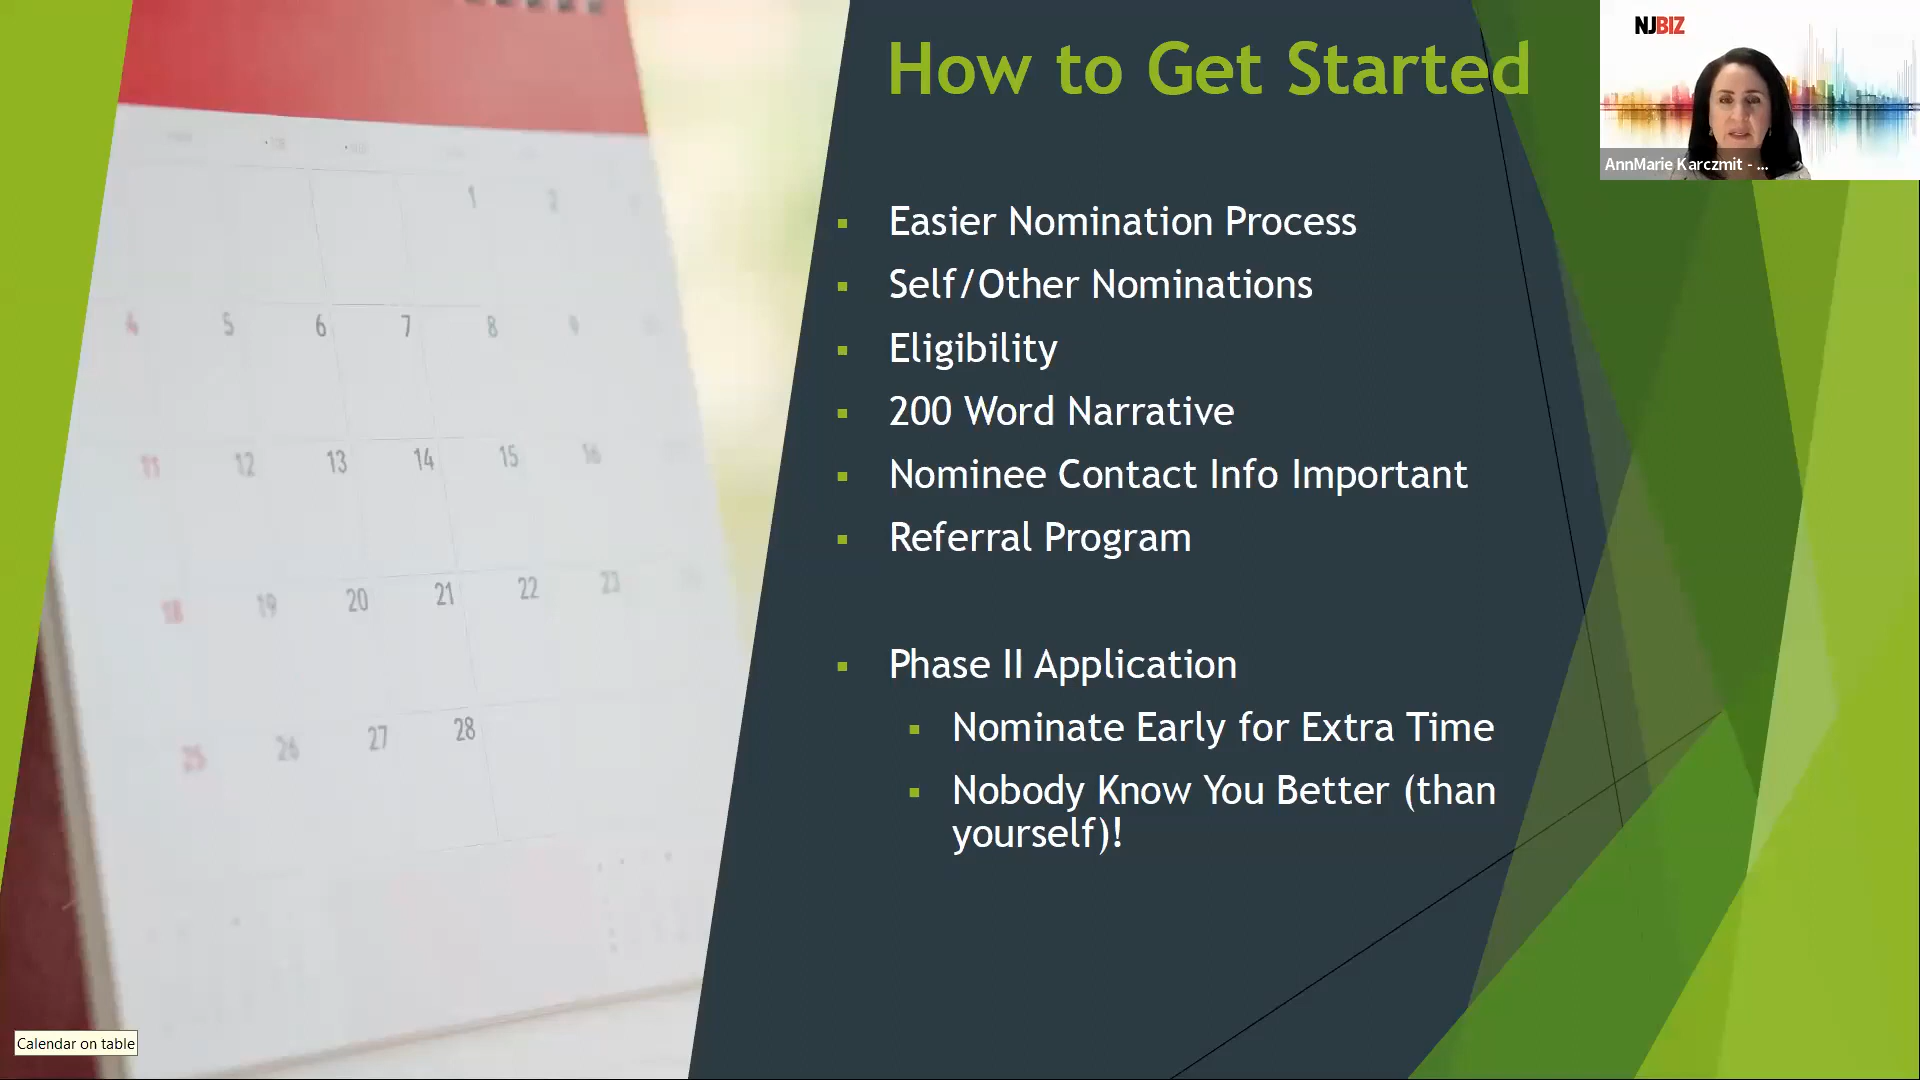 How to Get Started
NJBIZ
AnnMarie Karczmit - ...
Easier Nomination Process
Self/Other Nominations
Eligibility
200 Word Narrative
Nominee Contact Info Important
Referral Program
Phase II Application
Nominate Early for Extra Time
Nobody Know You Better (than
yourself)!
1 2
4 5 6 7 8 9
11 12 13 14 15 16
18 19 20 21 22 23
25 26 27 28
Calendar on table